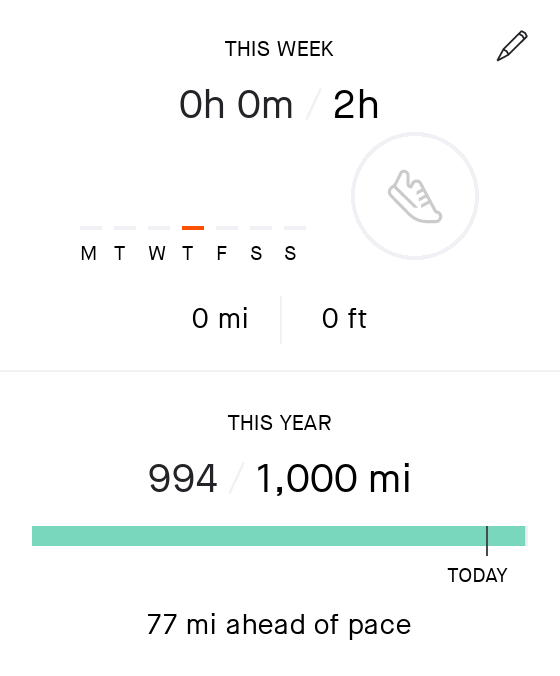 THIS WEEK
0h 0m / 2h
M T W T F S S
0 mi 0 ft
THIS YEAR
994 / 1,000 mi
TODAY
77 mi ahead of pace